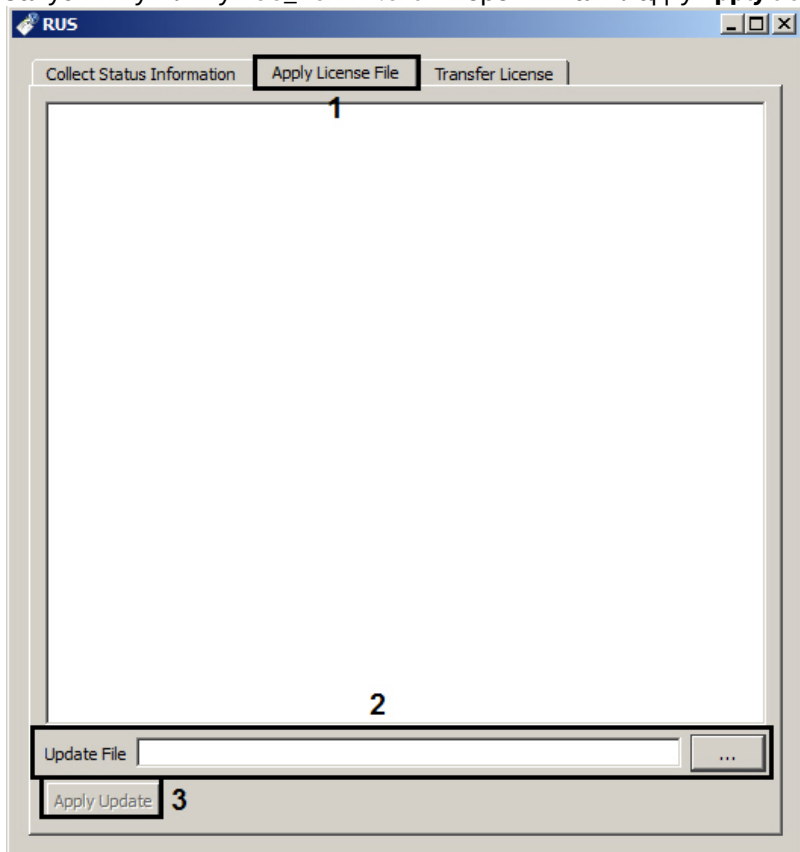 RUS
Collect Status Information Apply License File Transfer License
1
2
Update File ...
Apply Update 3